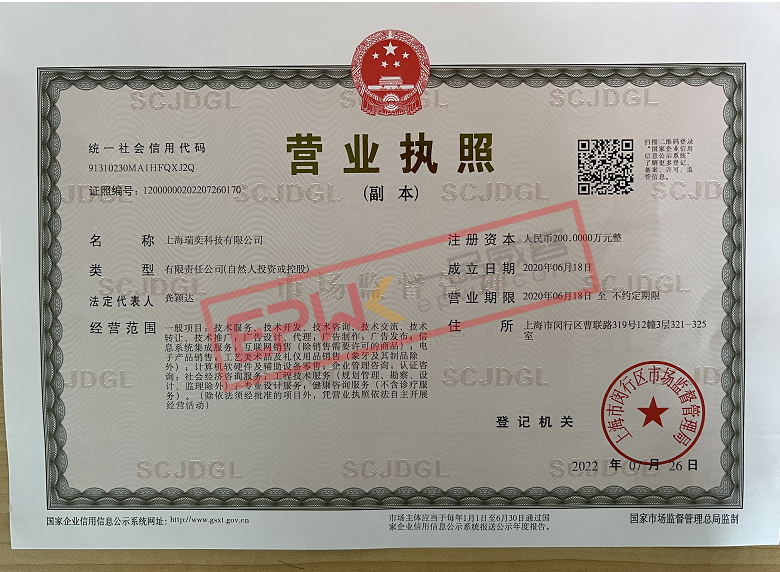 统一社会信用代码
91310230MA1HFQXJ2Q
证照编号：12000000202207260170
营业执照
（副 本）
扫描二维码登录
“国家企业信用
信息公示系统”
了解更多登记、
备案、许可、监
管信息。
名 称 上海瑞奕科技有限公司
类 型 有限责任公司(自然人投资或控股)
法定代表人 龚颖达
经营范围 一般项目：技术服务、技术开发、技术咨询、技术交流、技术
转让、技术推广；广告设计、代理；广告制作；广告发布；信
息系统集成服务；互联网销售（除销售需要许可的商品）；电
子产品销售；工艺美术品及礼仪用品销售（象牙及其制品除
外）；计算机软硬件及辅助设备零售；企业管理咨询；认证咨
询；社会经济咨询服务；工程技术服务（规划管理、勘察、设
计、监理除外）；专业设计服务；健康咨询服务（不含诊疗服
务）。（除依法须经批准的项目外，凭营业执照依法自主开展
经营活动）
注册资本 人民币200.0000万元整
成立日期 2020年06月18日
营业期限 2020年06月18日 至 不约定期限
住 所 上海市闵行区曹联路319号12幢3层321-325
室
市场监督管理
EPWK
登记机关
上海市闵行区市场监督管理局
2022 年 07 月 26 日
SCJDGL
国家企业信用信息公示系统网址：http://www.gsxt.gov.cn
市场主体应当于每年1月1日至6月30日通过国
家企业信用信息公示系统报送公示年度报告。
国家市场监督管理总局监制